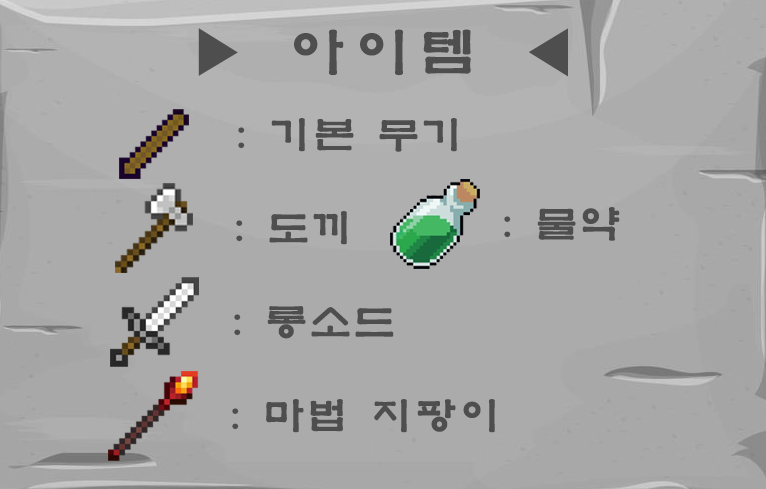 ▶ 아이템 ◀
: 기본 무기
: 도끼 : 물약
: 롱소드
: 마법 지팡이